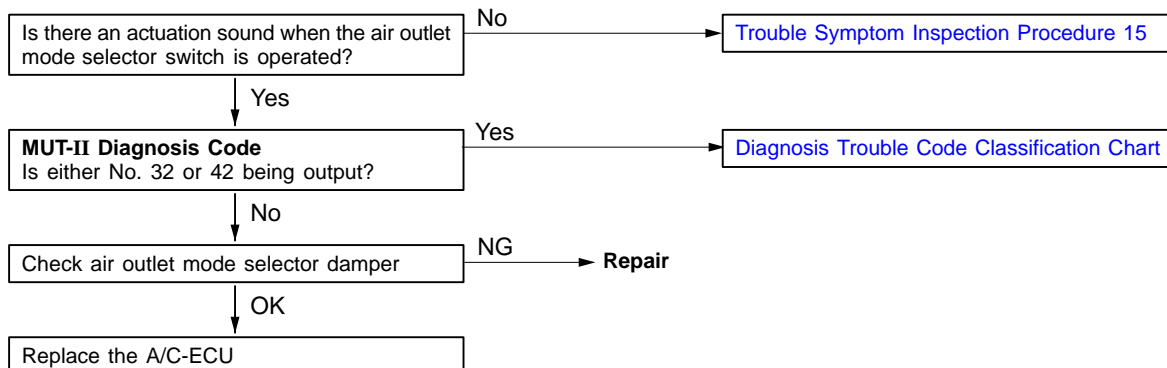 Is there an actuation sound when the air outlet
mode selector switch is operated?
No
Trouble Symptom Inspection Procedure 15
Yes
MUT-II Diagnosis Code
Is either No. 32 or 42 being output?
Yes
Diagnosis Trouble Code Classification Chart
No
Check air outlet mode selector damper
NG
Repair
OK
Replace the A/C-ECU